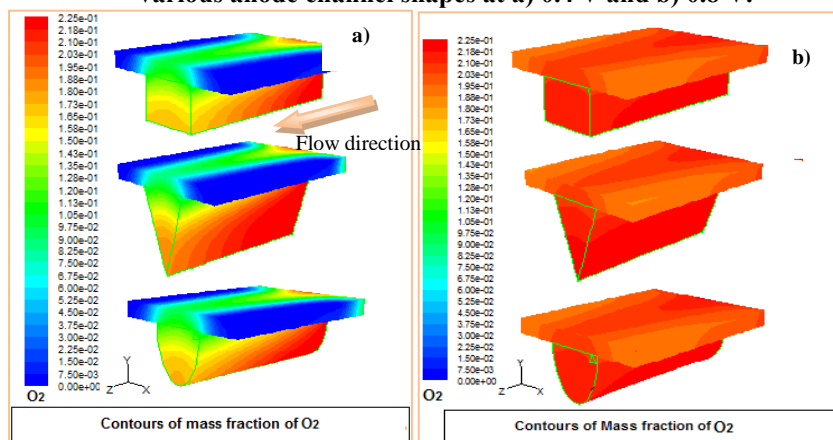 various anode channel shapes at a) 0.4 V and b) 0.8 V.
2.25e-01
2.18e-01
2.10e-01
2.03e-01
1.95e-01
1.88e-01
1.80e-01
1.73e-01
1.65e-01
1.58e-01
1.50e-01
1.43e-01
1.35e-01
1.28e-01
1.20e-01
1.13e-01
1.05e-01
9.75e-02
9.00e-02
8.25e-02
7.50e-02
6.75e-02
6.00e-02
5.25e-02
4.50e-02
3.75e-02
3.00e-02
2.25e-02
1.50e-02
7.50e-03
0.00e+00
O2
a)
Flow direction
Y
Z
X
Contours of mass fraction of O2
2.25e-01
2.18e-01
2.10e-01
2.03e-01
1.95e-01
1.88e-01
1.80e-01
1.73e-01
1.65e-01
1.58e-01
1.50e-01
1.43e-01
1.35e-01
1.28e-01
1.20e-01
1.13e-01
1.05e-01
9.75e-02
9.00e-02
8.25e-02
7.50e-02
6.75e-02
6.00e-02
5.25e-02
4.50e-02
3.75e-02
3.00e-02
2.25e-02
1.50e-02
7.50e-03
0.00e+00
O2
b)
Y
Z
X
Contours of Mass fraction of O2